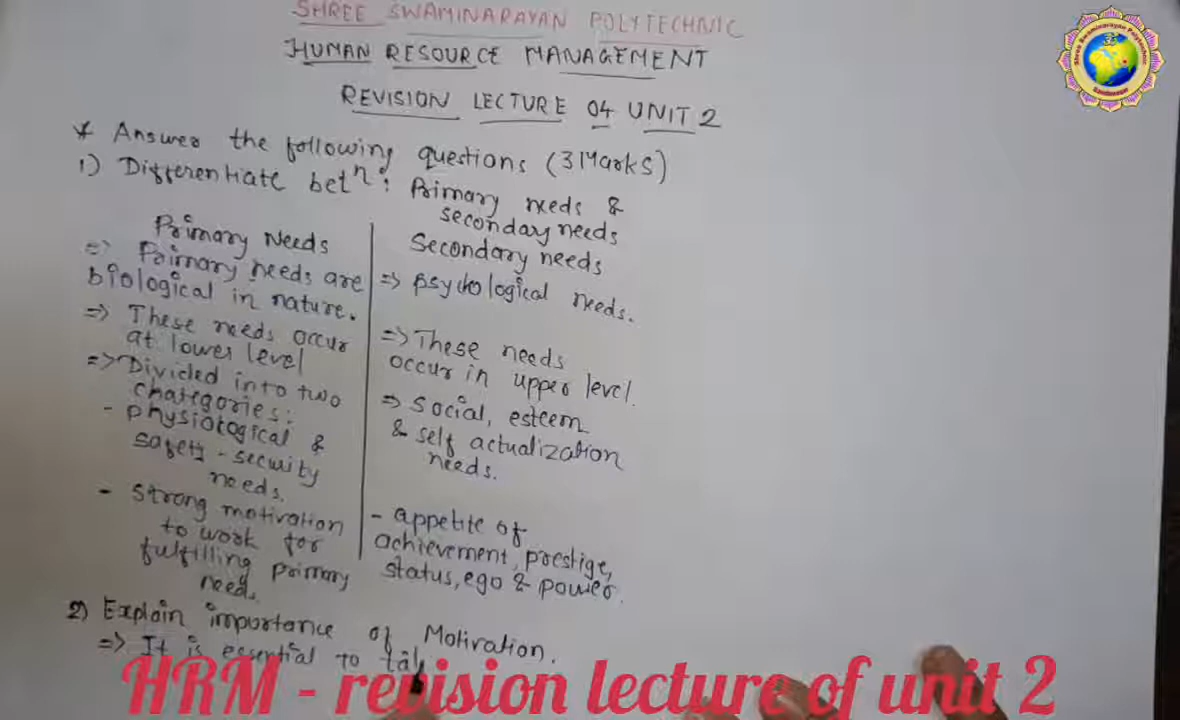 SHREE SWAMINARAYAN POLYTECHNIC
HUMAN RESOURCE MANAGEMENT
REVISION LECTURE 04 UNIT 2
* Answer the following questions (3 Marks)
1) Differentiate betⁿ : Primary needs &
secondary needs
Primary Needs
=> Primary needs are
biological in nature.
=> These needs occur
at lower level
=> Divided into two
chategories:
- physiological &
safety - security
needs.
- Strong motivation
to work for
fulfilling primary
need.
Secondary needs
=> psychological needs.
=> These needs
occur in upper level.
=> Social, esteem
& self actualization
needs.
- appetite of
achievement, prestige,
status, ego & power.
2) Explain importance of Motivation.
=> It is essential to
HRM - revision lecture of unit 2
Shree Swaminarayan Polytechnic